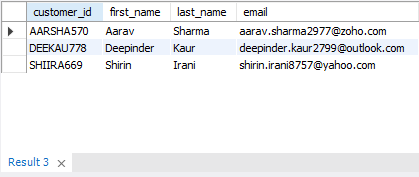 customer_id first_name last_name email
AARSHA570 Aarav Sharma aarav.sharma2977@zoho.com
DEEKAU778 Deepinder Kaur deepinder.kaur2799@outlook.com
SHIIRA669 Shirin Irani shirin.irani8757@yahoo.com
Result 3